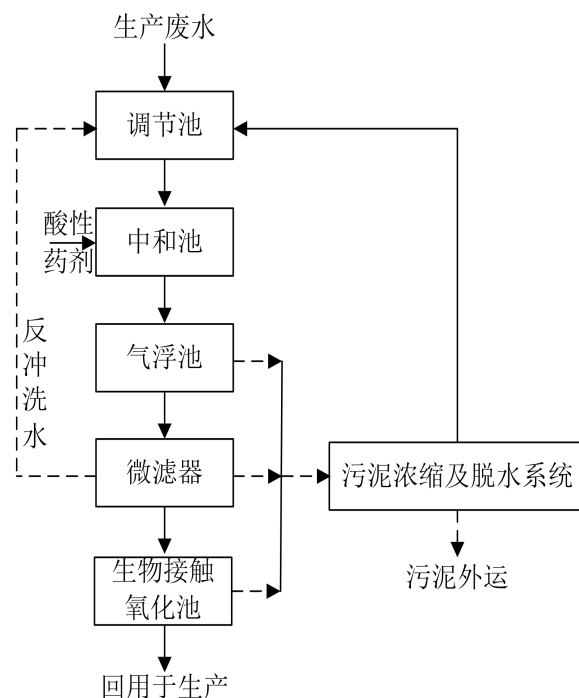 生产废水
调节池
酸性
药剂
中和池
反
冲
洗
水
气浮池
微滤器
污泥浓缩及脱水系统
生物接触
氧化池
污泥外运
回用于生产